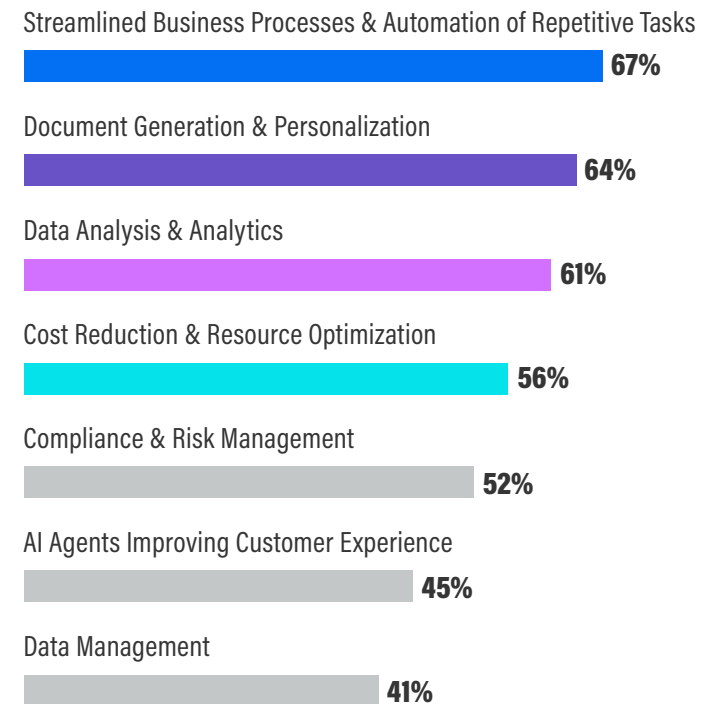 Streamlined Business Processes & Automation of Repetitive Tasks
67%
Document Generation & Personalization
64%
Data Analysis & Analytics
61%
Cost Reduction & Resource Optimization
56%
Compliance & Risk Management
52%
AI Agents Improving Customer Experience
45%
Data Management
41%